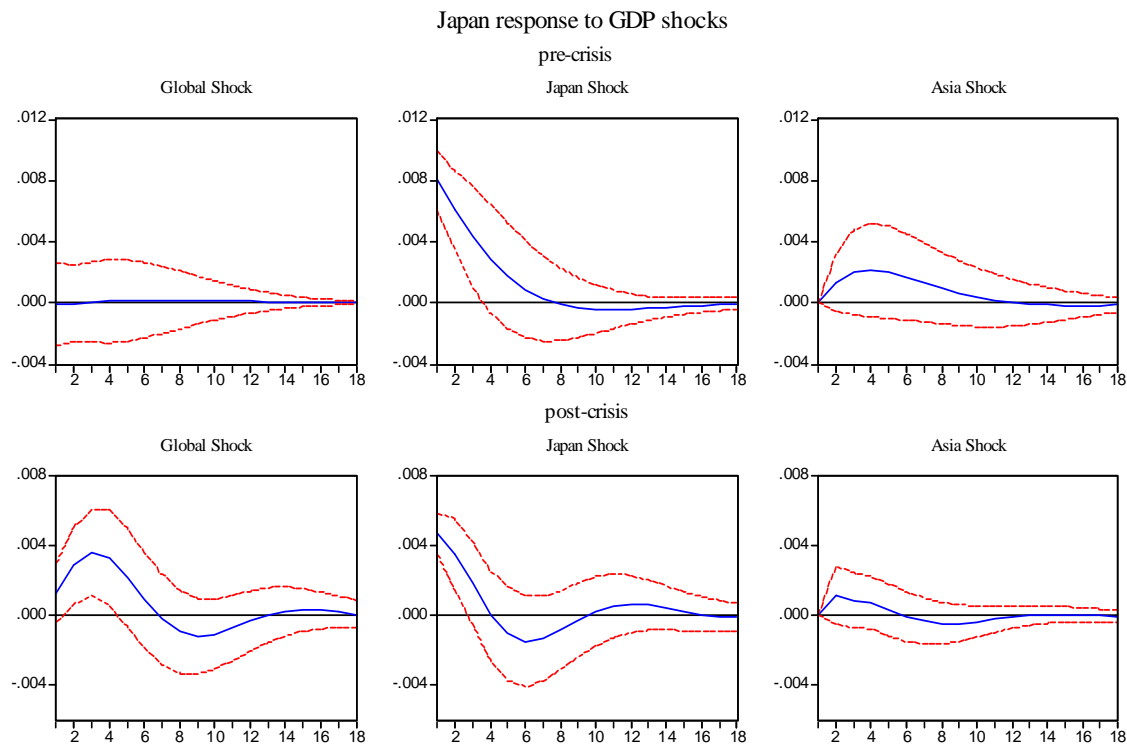 Japan response to GDP shocks
pre-crisis
Global Shock
Japan Shock
Asia Shock
.012
.008
.004
.000
-.004
2 4 6 8 10 12 14 16 18
.012
.008
.004
.000
-.004
2 4 6 8 10 12 14 16 18
.012
.008
.004
.000
-.004
2 4 6 8 10 12 14 16 18
post-crisis
Global Shock
Japan Shock
Asia Shock
.008
.004
.000
-.004
2 4 6 8 10 12 14 16 18
.008
.004
.000
-.004
2 4 6 8 10 12 14 16 18
.008
.004
.000
-.004
2 4 6 8 10 12 14 16 18